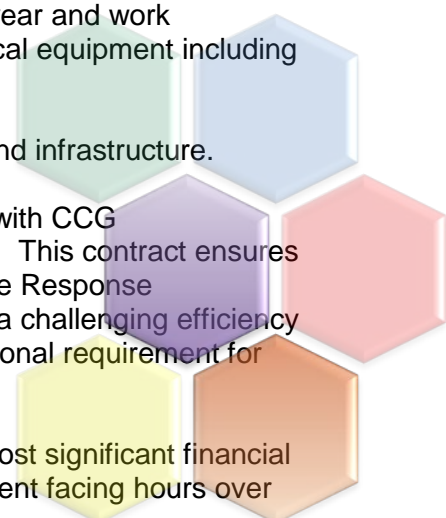 year and work
cal equipment including
nd infrastructure.
with CCG
This contract ensures
e Response
a challenging efficiency
onal requirement for
ost significant financial
ent facing hours over